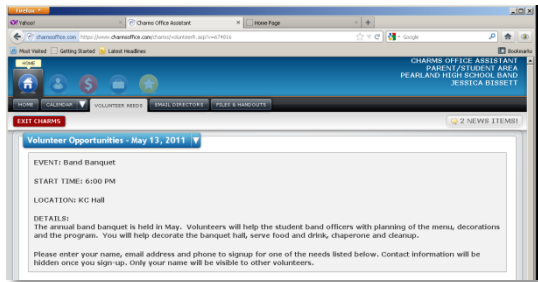 Firefox
Yahoo!
Charms Office Assistant
Home Page
charmsoffice.com
Google
Most Visited
Getting Started
Latest Headlines
Bookmarks
HOME
CHARMS OFFICE ASSISTANT
PARENT/STUDENT AREA
PEARLAND HIGH SCHOOL BAND
JESSICA BISSETT
HOME CALENDAR VOLUNTEER NEEDS EMAIL DIRECTORS FILES & HANDOUTS
EXIT CHARMS
2 NEWS ITEMS!
Volunteer Opportunities - May 13, 2011
EVENT: Band Banquet
START TIME: 6:00 PM
LOCATION: KC Hall
DETAILS:
The annual band banquet is held in May. Volunteers will help the student band officers with planning of the menu, decorations
and the program. You will help decorate the banquet hall, serve food and drink, chaperone and cleanup.
Please enter your name, email address and phone to signup for one of the needs listed below. Contact information will be
hidden once you sign-up. Only your name will be visible to other volunteers.